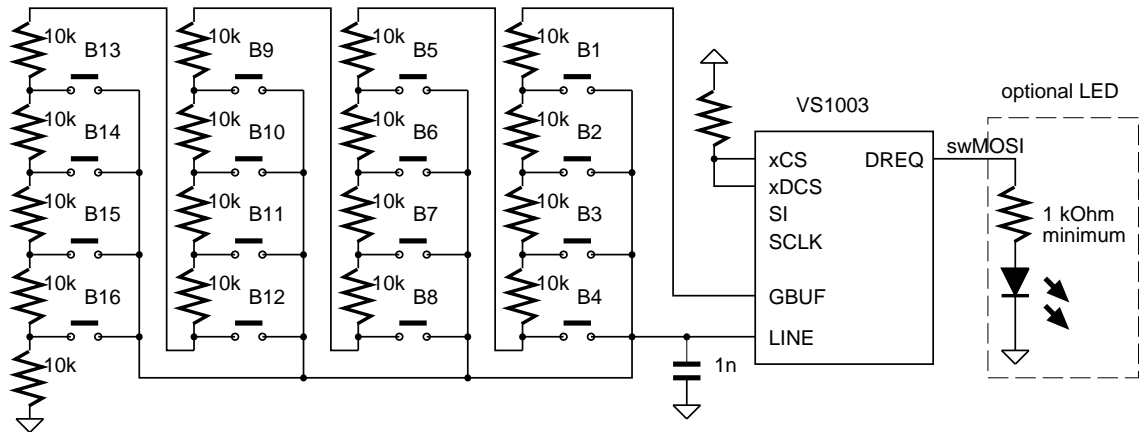 10k
B13
10k
B14
10k
B15
10k
B16
10k
10k
B9
10k
B10
10k
B11
10k
B12
10k
B5
10k
B6
10k
B7
10k
B8
10k
B1
10k
B2
10k
B3
10k
B4
1n
VS1003
xCS
xDCS
SI
SCLK
GBUF
LINE
DREQ
swMOSI
optional LED
1 kOhm
minimum